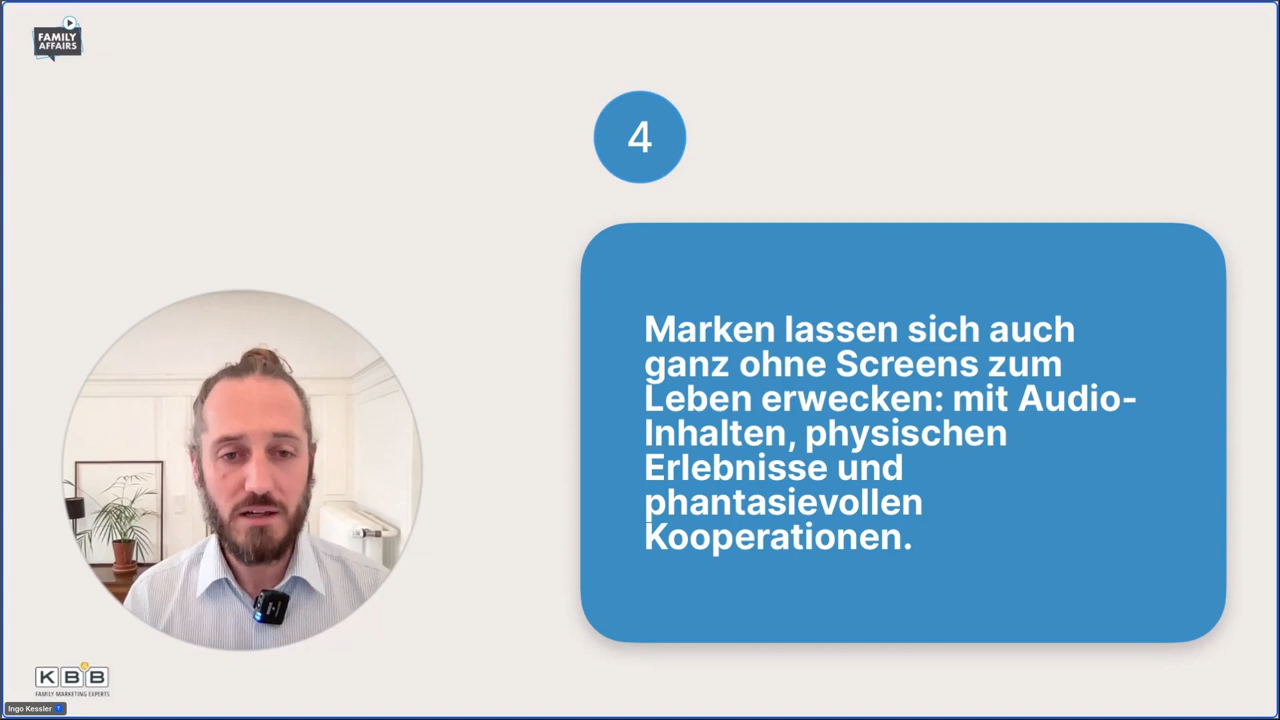 FAMILY
AFFAIRS
4
Marken lassen sich auch
ganz ohne Screens zum
Leben erwecken: mit Audio-
Inhalten, physischen
Erlebnisse und
phantasievollen
Kooperationen.
KB&B
FAMILY MARKETING EXPERTS
Ingo Kessler